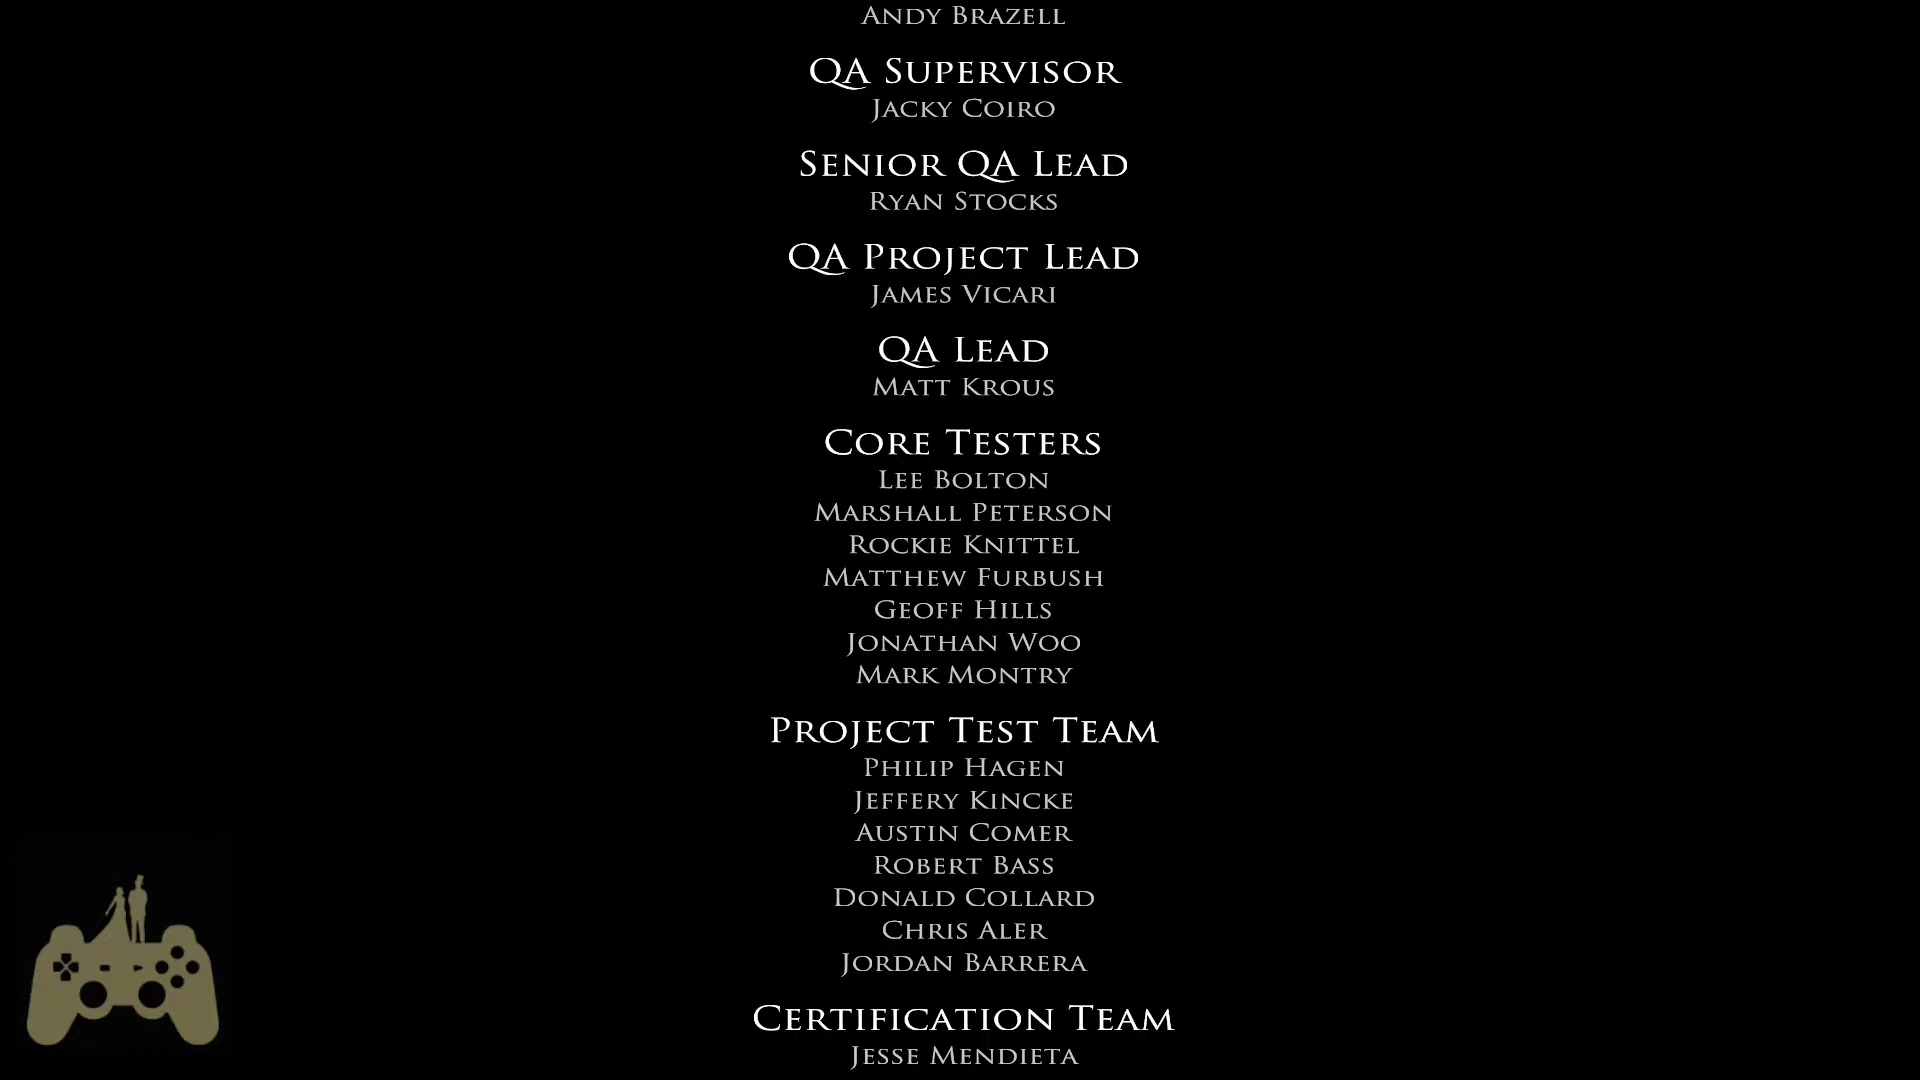 Andy Brazell
QA Supervisor
Jacky Coiro
Senior QA Lead
Ryan Stocks
QA Project Lead
James Vicari
QA Lead
Matt Krous
Core Testers
Lee Bolton
Marshall Peterson
Rockie Knittel
Matthew Furbush
Geoff Hills
Jonathan Woo
Mark Montry
Project Test Team
Philip Hagen
Jeffery Kincke
Austin Comer
Robert Bass
Donald Collard
Chris Aler
Jordan Barrera
Certification Team
Jesse Mendieta